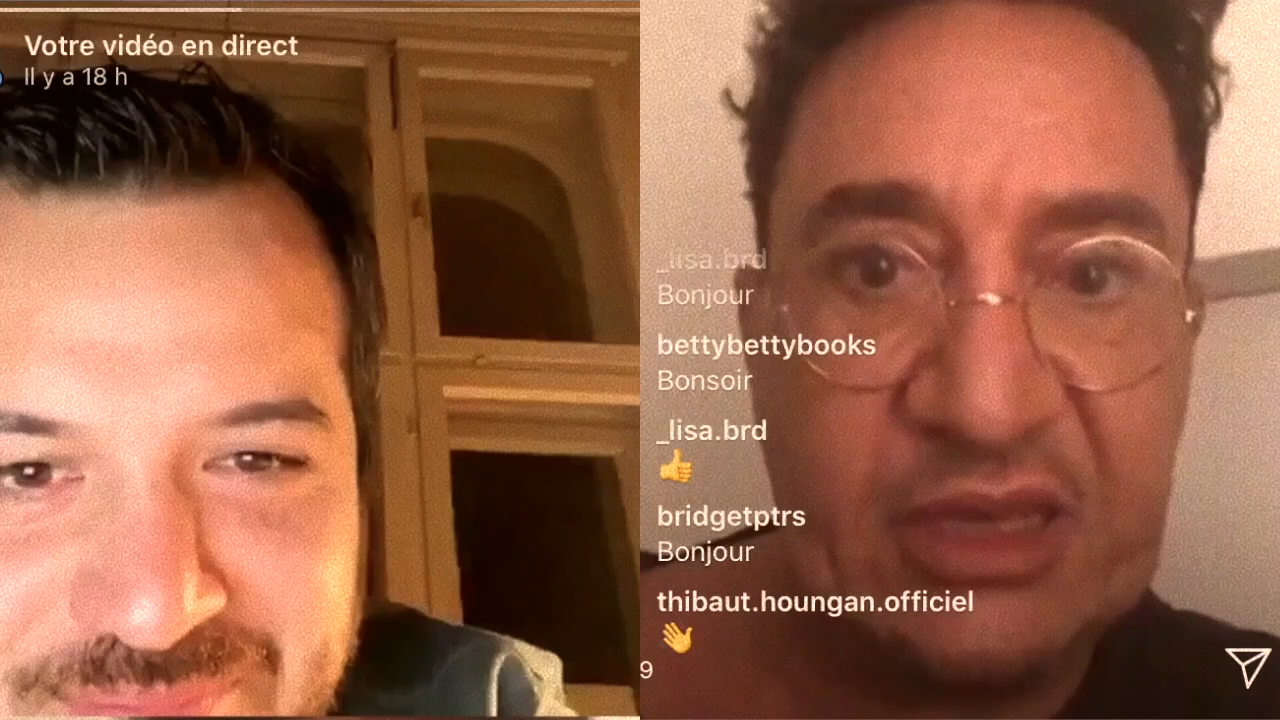 Votre vidéo en direct
Il y a 18 h
_lisa.brd
Bonjour
bettybettybooks
Bonsoir
_lisa.brd
👍
bridgetptrs
Bonjour
thibaut.houngan.officiel
👋
9